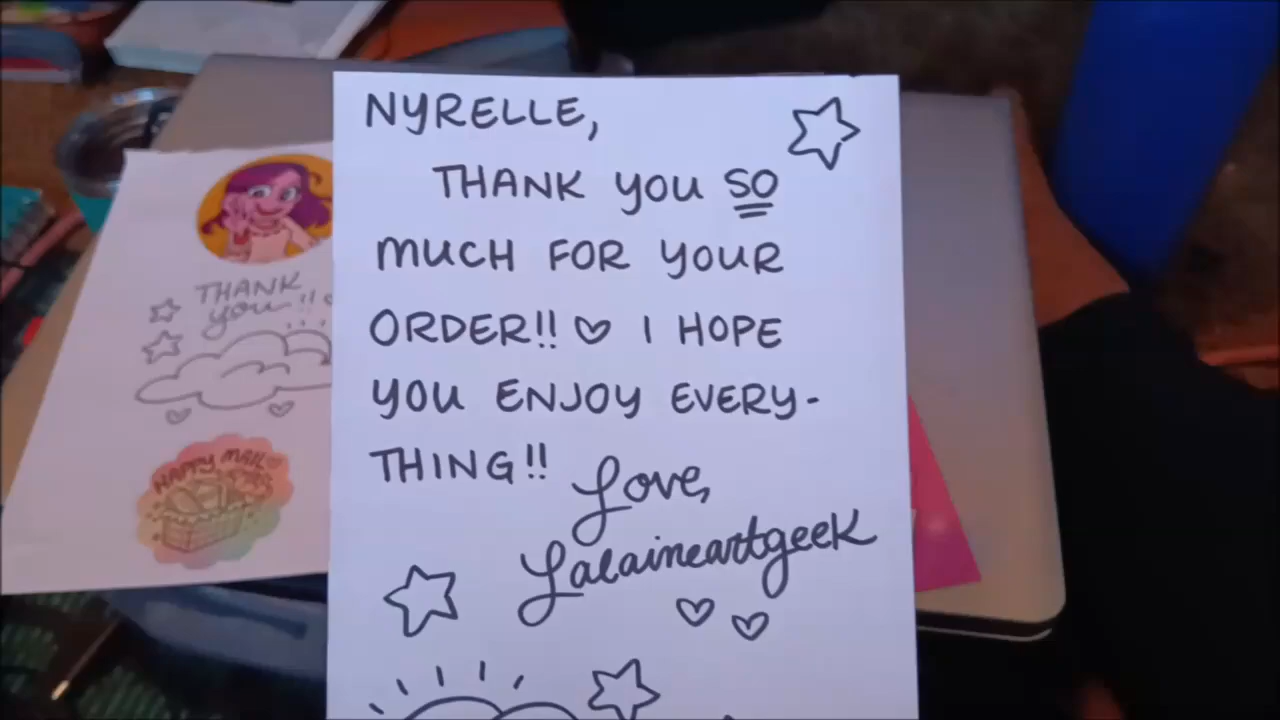 NYRELLE,
THANK YOU SO
MUCH FOR YOUR
ORDER!! ♡ I HOPE
YOU ENJOY EVERY-
THING!!
Love,
Lalaineartgeek
THANK
you!!
HAPPY MAIL